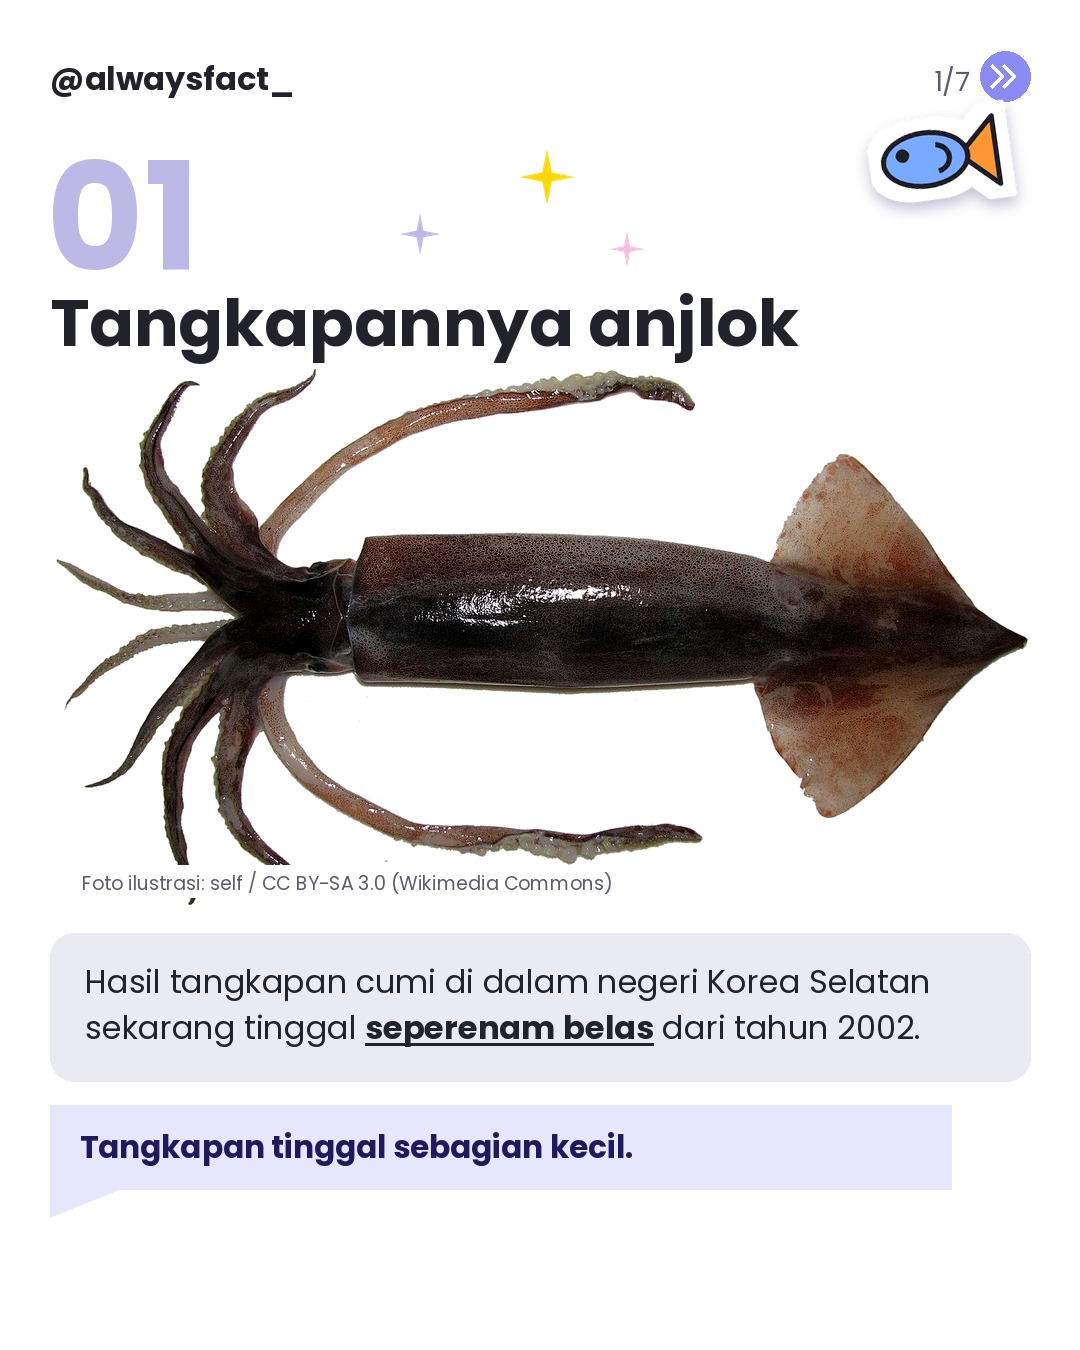 @alwaysfact_
1/7
01
Tangkapannya anjlok
Foto ilustrasi: self / CC BY-SA 3.0 (Wikimedia Commons)
Hasil tangkapan cumi di dalam negeri Korea Selatan
sekarang tinggal seperenam belas dari tahun 2002.
Tangkapan tinggal sebagian kecil.